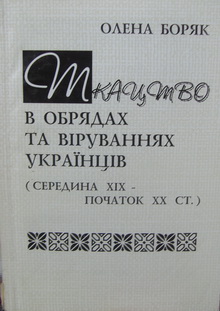 ОЛЕНА БОРЯК
ТКАЦТВО
В ОБРЯДАХ
ТА ВІРУВАННЯХ
УКРАЇНЦІВ
(СЕРЕДИНА XIX -
ПОЧАТОК XX СТ.)